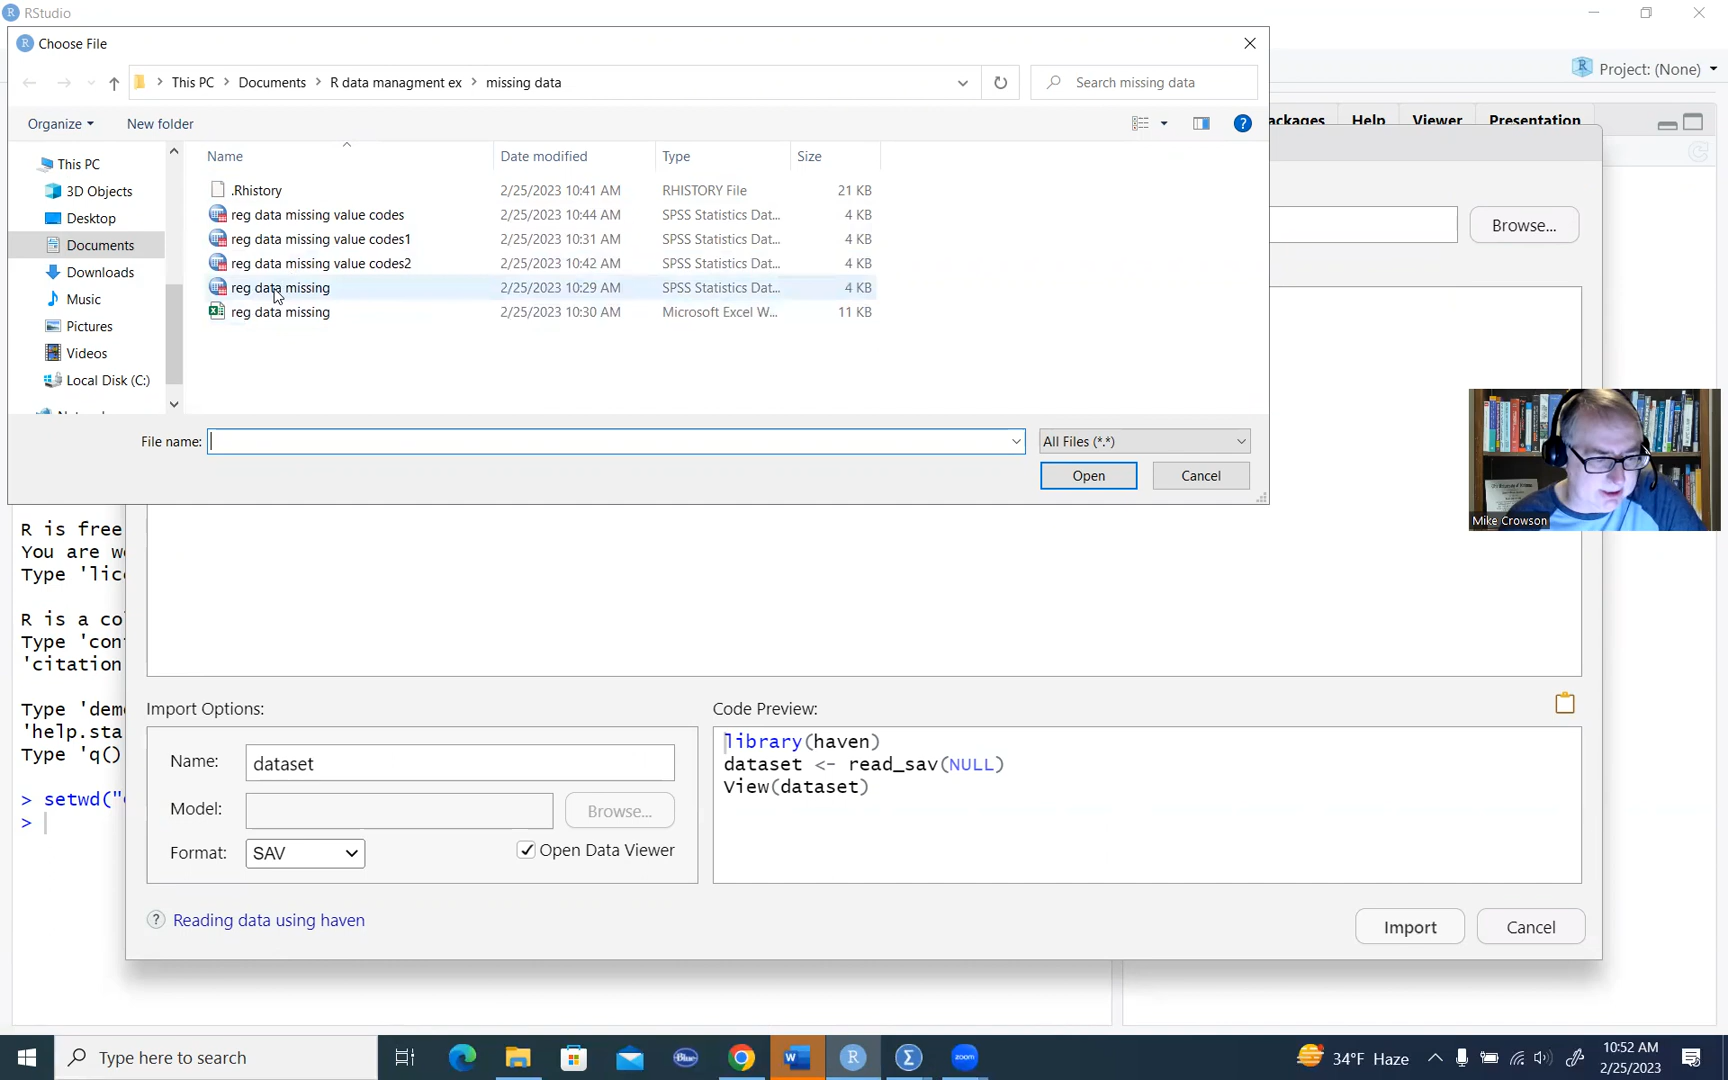 RStudio
Choose File
This PC > Documents > R data managment ex > missing data
Search missing data
Project: (None)
Organize
New folder
Help
Viewer
Presentation
Name
Date modified
Type
Size
This PC
3D Objects
Desktop
Documents
Downloads
Music
Pictures
Videos
Local Disk (C:)
.Rhistory 2/25/2023 10:41 AM RHISTORY File 21 KB
reg data missing value codes 2/25/2023 10:44 AM SPSS Statistics Dat... 4 KB
reg data missing value codes1 2/25/2023 10:31 AM SPSS Statistics Dat... 4 KB
reg data missing value codes2 2/25/2023 10:42 AM SPSS Statistics Dat... 4 KB
reg data missing 2/25/2023 10:29 AM SPSS Statistics Dat... 4 KB
reg data missing 2/25/2023 10:30 AM Microsoft Excel W... 11 KB
Browse...
File name:
All Files (*.*)
Open
Cancel
Mike Crowson
R is free
You are w
Type 'lic
R is a co
Type 'con
'citation
Type 'dem
'help.sta
Type 'q()
> setwd("
>
Import Options:
Name: dataset
Model:
Browse...
Format: SAV
Open Data Viewer
Code Preview:
library(haven)
dataset <- read_sav(NULL)
View(dataset)
? Reading data using haven
Import
Cancel
Type here to search
Blue
zoom
34°F Haze
10:52 AM
2/25/2023